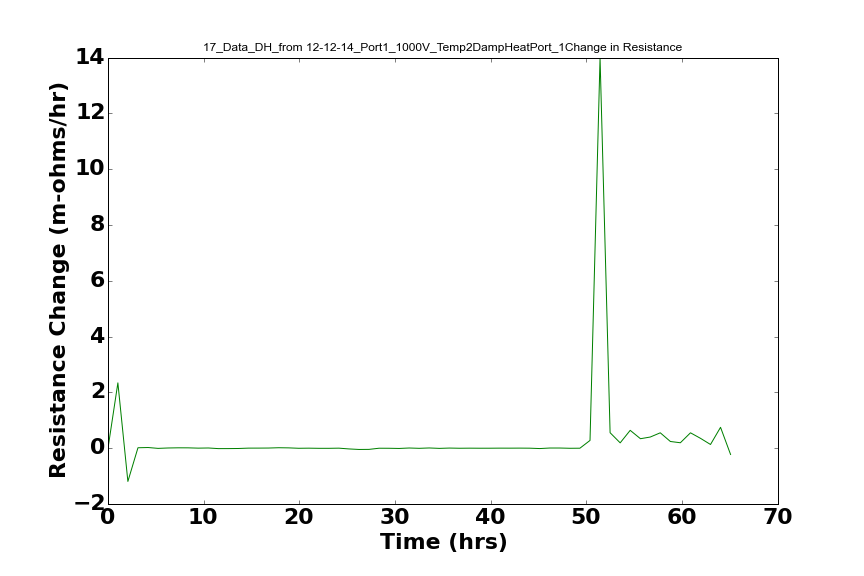 17_Data_DH_from 12-12-14_Port1_1000V_Temp2DampHeatPort_1Change in Resistance
14
12
10
8
6
4
2
0
−2
Resistance Change (m-ohms/hr)
0 10 20 30 40 50 60 70
Time (hrs)